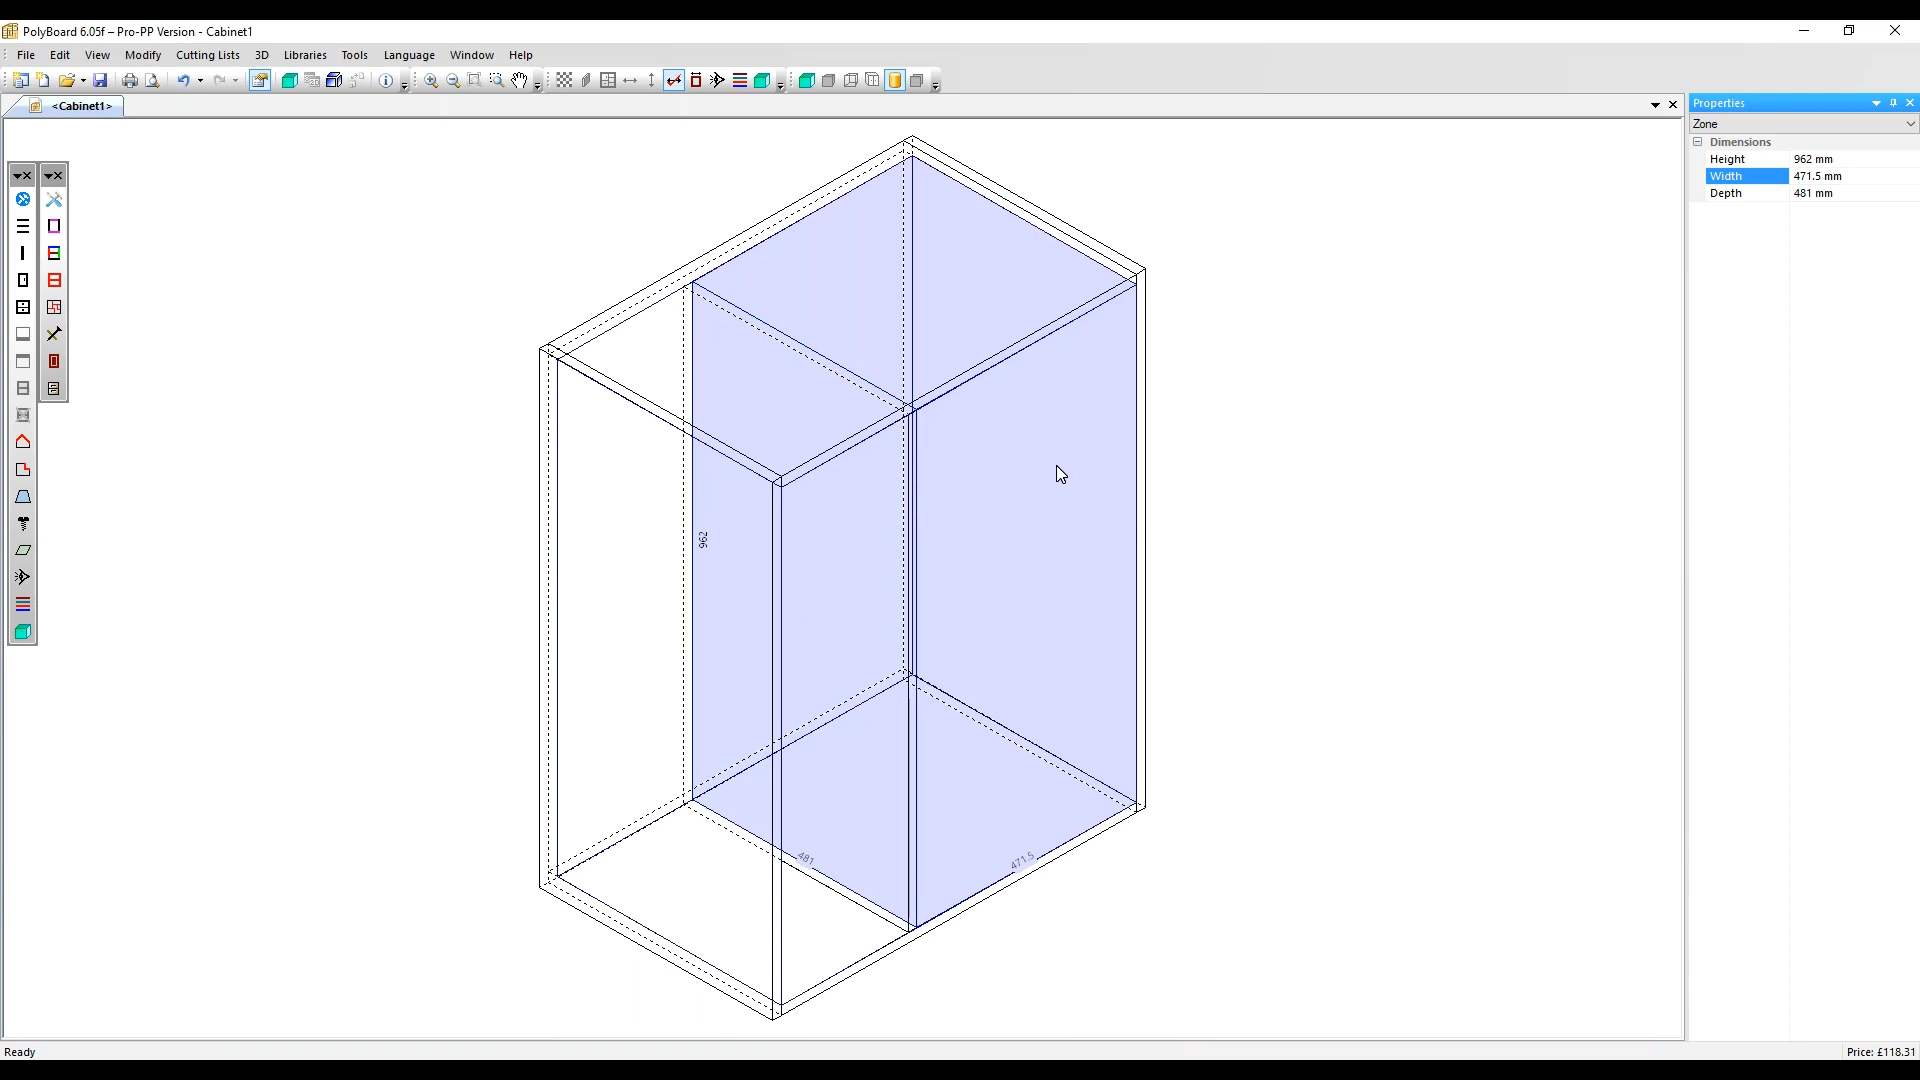 PolyBoard 6.05f – Pro-PP Version - Cabinet1
File Edit View Modify Cutting Lists 3D Libraries Tools Language Window Help
<Cabinet1>
Properties
Zone
Dimensions
Height 962 mm
Width 471.5 mm
Depth 481 mm
962
481
471.5
Ready
Price: £118.31